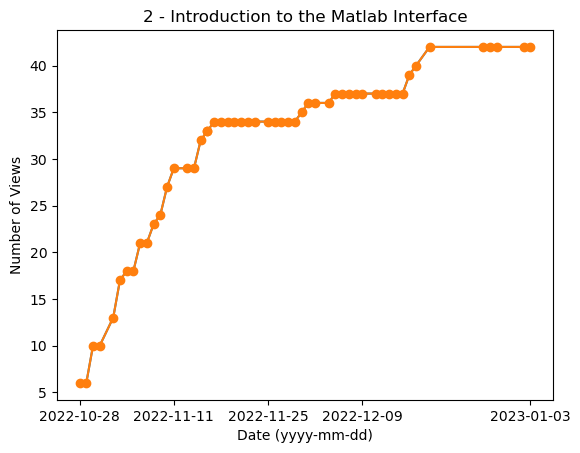 2 - Introduction to the Matlab Interface
Number of Views
40
35
30
25
20
15
10
5
2022-10-28 2022-11-11 2022-11-25 2022-12-09 2023-01-03
Date (yyyy-mm-dd)